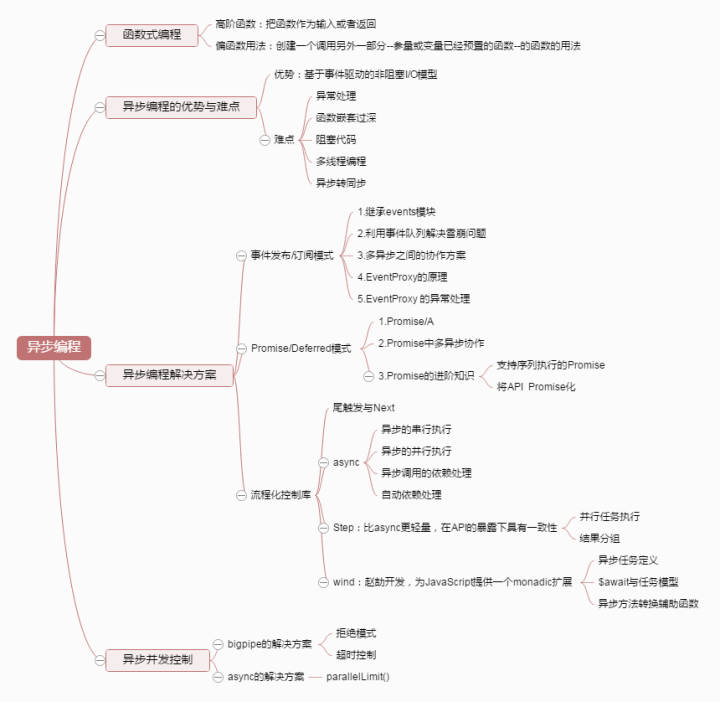 函数式编程
高阶函数：把函数作为输入或者返回
偏函数用法：创建一个调用另外一部分--参量或变量已经预置的函数--的函数的用法
异步编程的优势与难点
优势：基于事件驱动的非阻塞I/O模型
难点
异常处理
函数嵌套过深
阻塞代码
多线程编程
异步转同步
异步编程
异步编程解决方案
事件发布/订阅模式
1.继承events模块
2.利用事件队列解决雪崩问题
3.多异步之间的协作方案
4.EventProxy的原理
5.EventProxy 的异常处理
Promise/Deferred模式
1.Promise/A
2.Promise中多异步协作
3.Promise的进阶知识
支持序列执行的Promise
将API Promise化
流程化控制库
尾触发与Next
async
异步的串行执行
异步的并行执行
异步调用的依赖处理
自动依赖处理
Step：比async更轻量，在API的暴露下具有一致性
并行任务执行
结果分组
wind：赵劼开发，为JavaScript提供一个monadic扩展
异步任务定义
$await与任务模型
异步方法转换辅助函数
异步并发控制
bigpipe的解决方案
拒绝模式
超时控制
async的解决方案
parallelLimit()